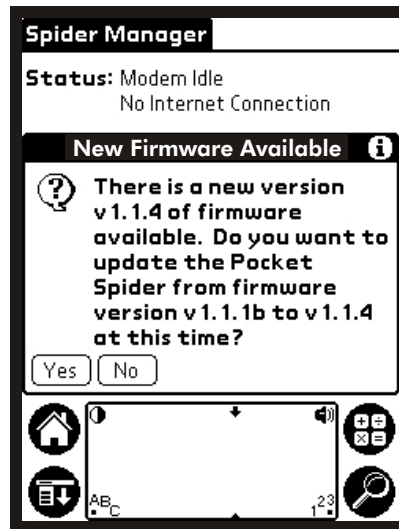 Spider Manager
Status: Modem Idle
No Internet Connection
New Firmware Available
There is a new version
v1.1.4 of firmware
available. Do you want to
update the Pocket
Spider from firmware
version v1.1.1b to v1.1.4
at this time?
Yes No
ABC 123